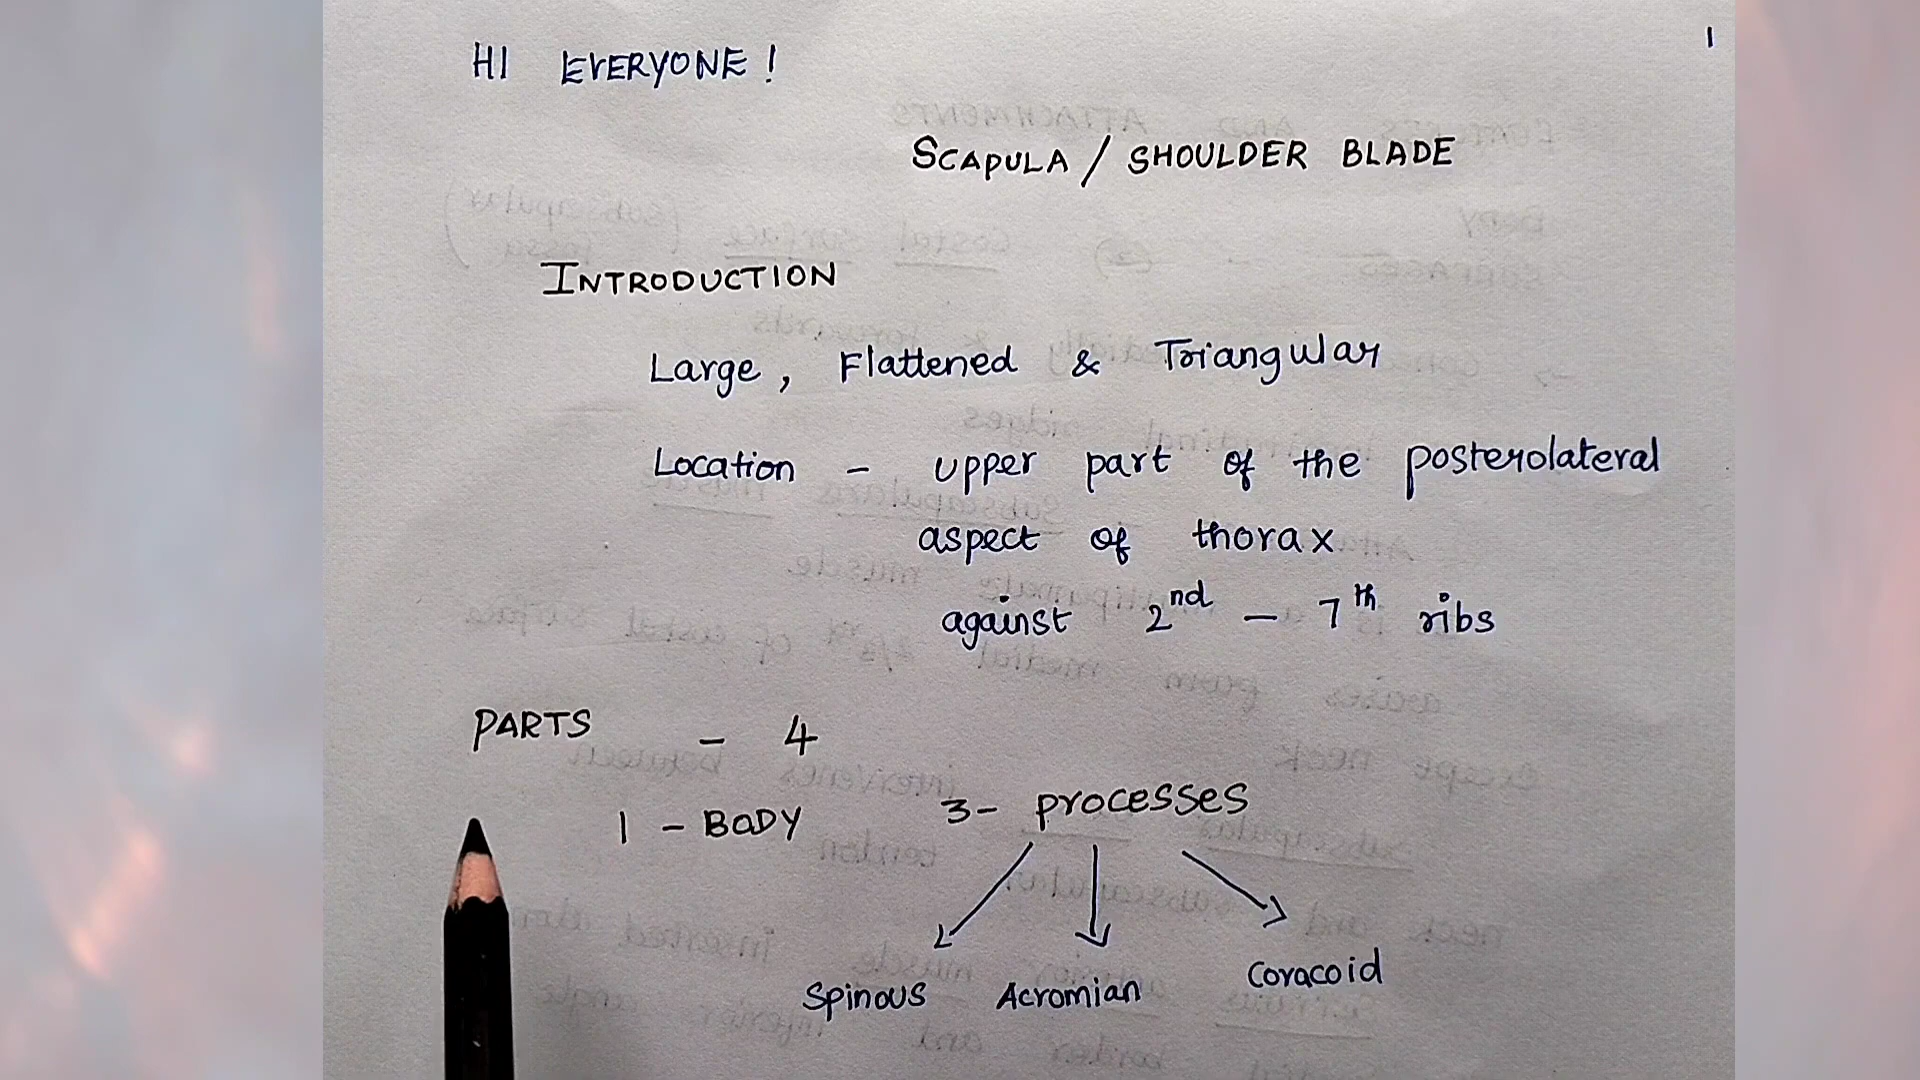 HI EVERYONE!
1
SCAPULA / SHOULDER BLADE
INTRODUCTION
Large, Flattened & Triangular
Location - upper part of the posterolateral
aspect of thorax
against 2nd - 7th ribs
PARTS - 4
1 - BODY 3- processes
Spinous Acromian Coracoid